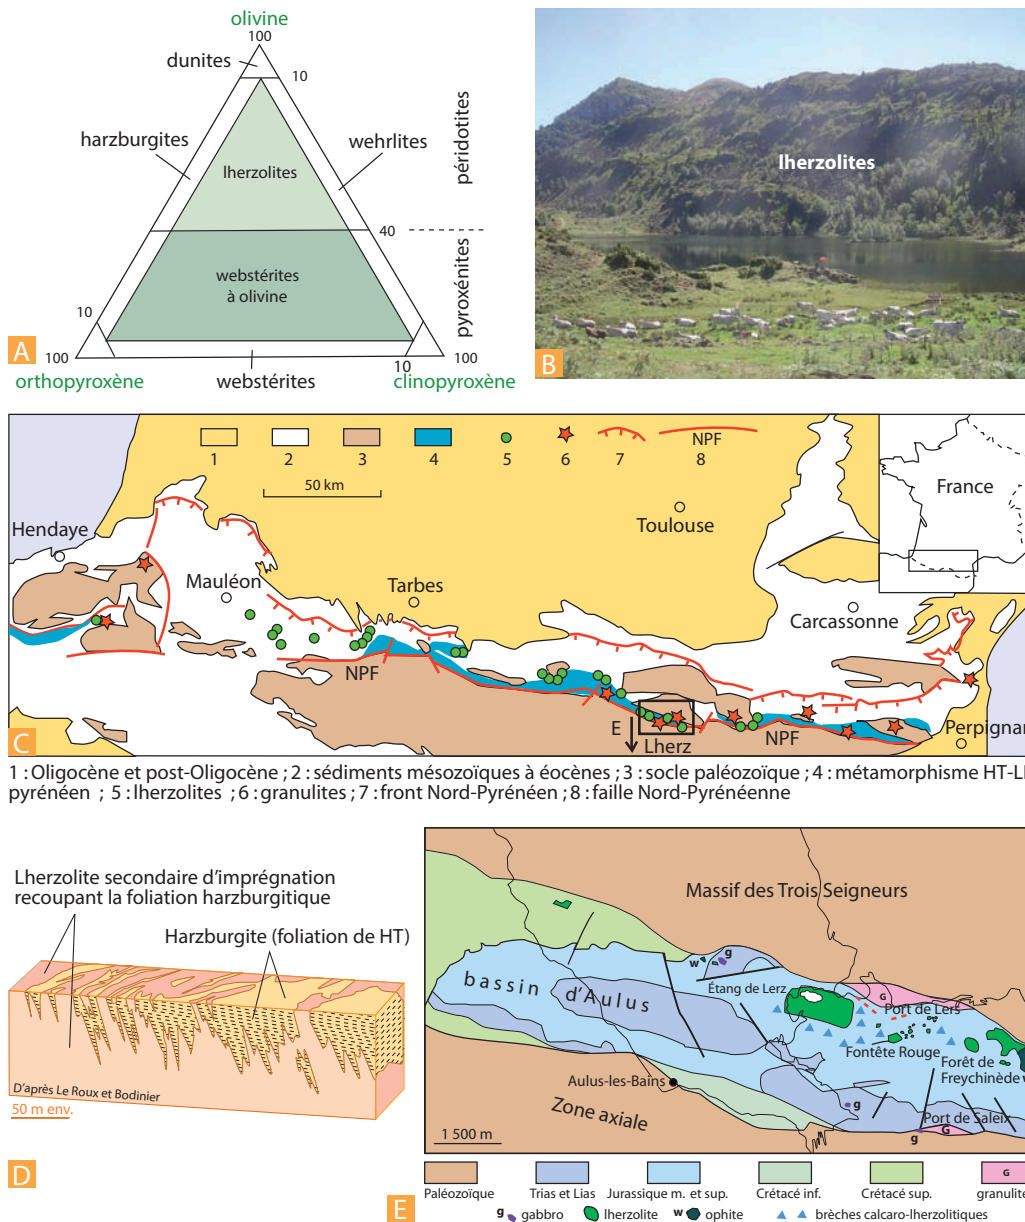 olivine
100
dunites
10
harzburgites
wehrlites
péridotites
lherzolites
40
webstérites
à olivine
pyroxénites
10
100
100
10
orthopyroxène
webstérites
clinopyroxène
A
lherzolites
B
1 2 3 4 5 6 7 8
NPF
50 km
France
Hendaye
Toulouse
Mauléon
Tarbes
Carcassonne
NPF
E
Lherz
NPF
Perpignan
C
1 : Oligocène et post-Oligocène ; 2 : sédiments mésozoïques à éocènes ; 3 : socle paléozoïque ; 4 : métamorphisme HT-
pyrénéen ; 5 : lherzolites ; 6 : granulites ; 7 : front Nord-Pyrénéen ; 8 : faille Nord-Pyrénéenne
Lherzolite secondaire d'imprégnation
recoupant la foliation harzburgitique
Harzburgite (foliation de HT)
D'après Le Roux et Bodinier
50 m env.
D
Massif des Trois Seigneurs
w
g
bassin d'Aulus
Étang de Lerz
G
Port de Lers
Fontête Rouge
Forêt de
Freychinède
Aulus-les-Bains
g
Port de Saleix
Zone axiale
g
G
1 500 m
E
G
Paléozoïque
Trias et Lias
Jurassique m. et sup.
Crétacé inf.
Crétacé sup.
granulite
g gabbro
lherzolite
w ophite
brèches calcaro-lherzolitiques